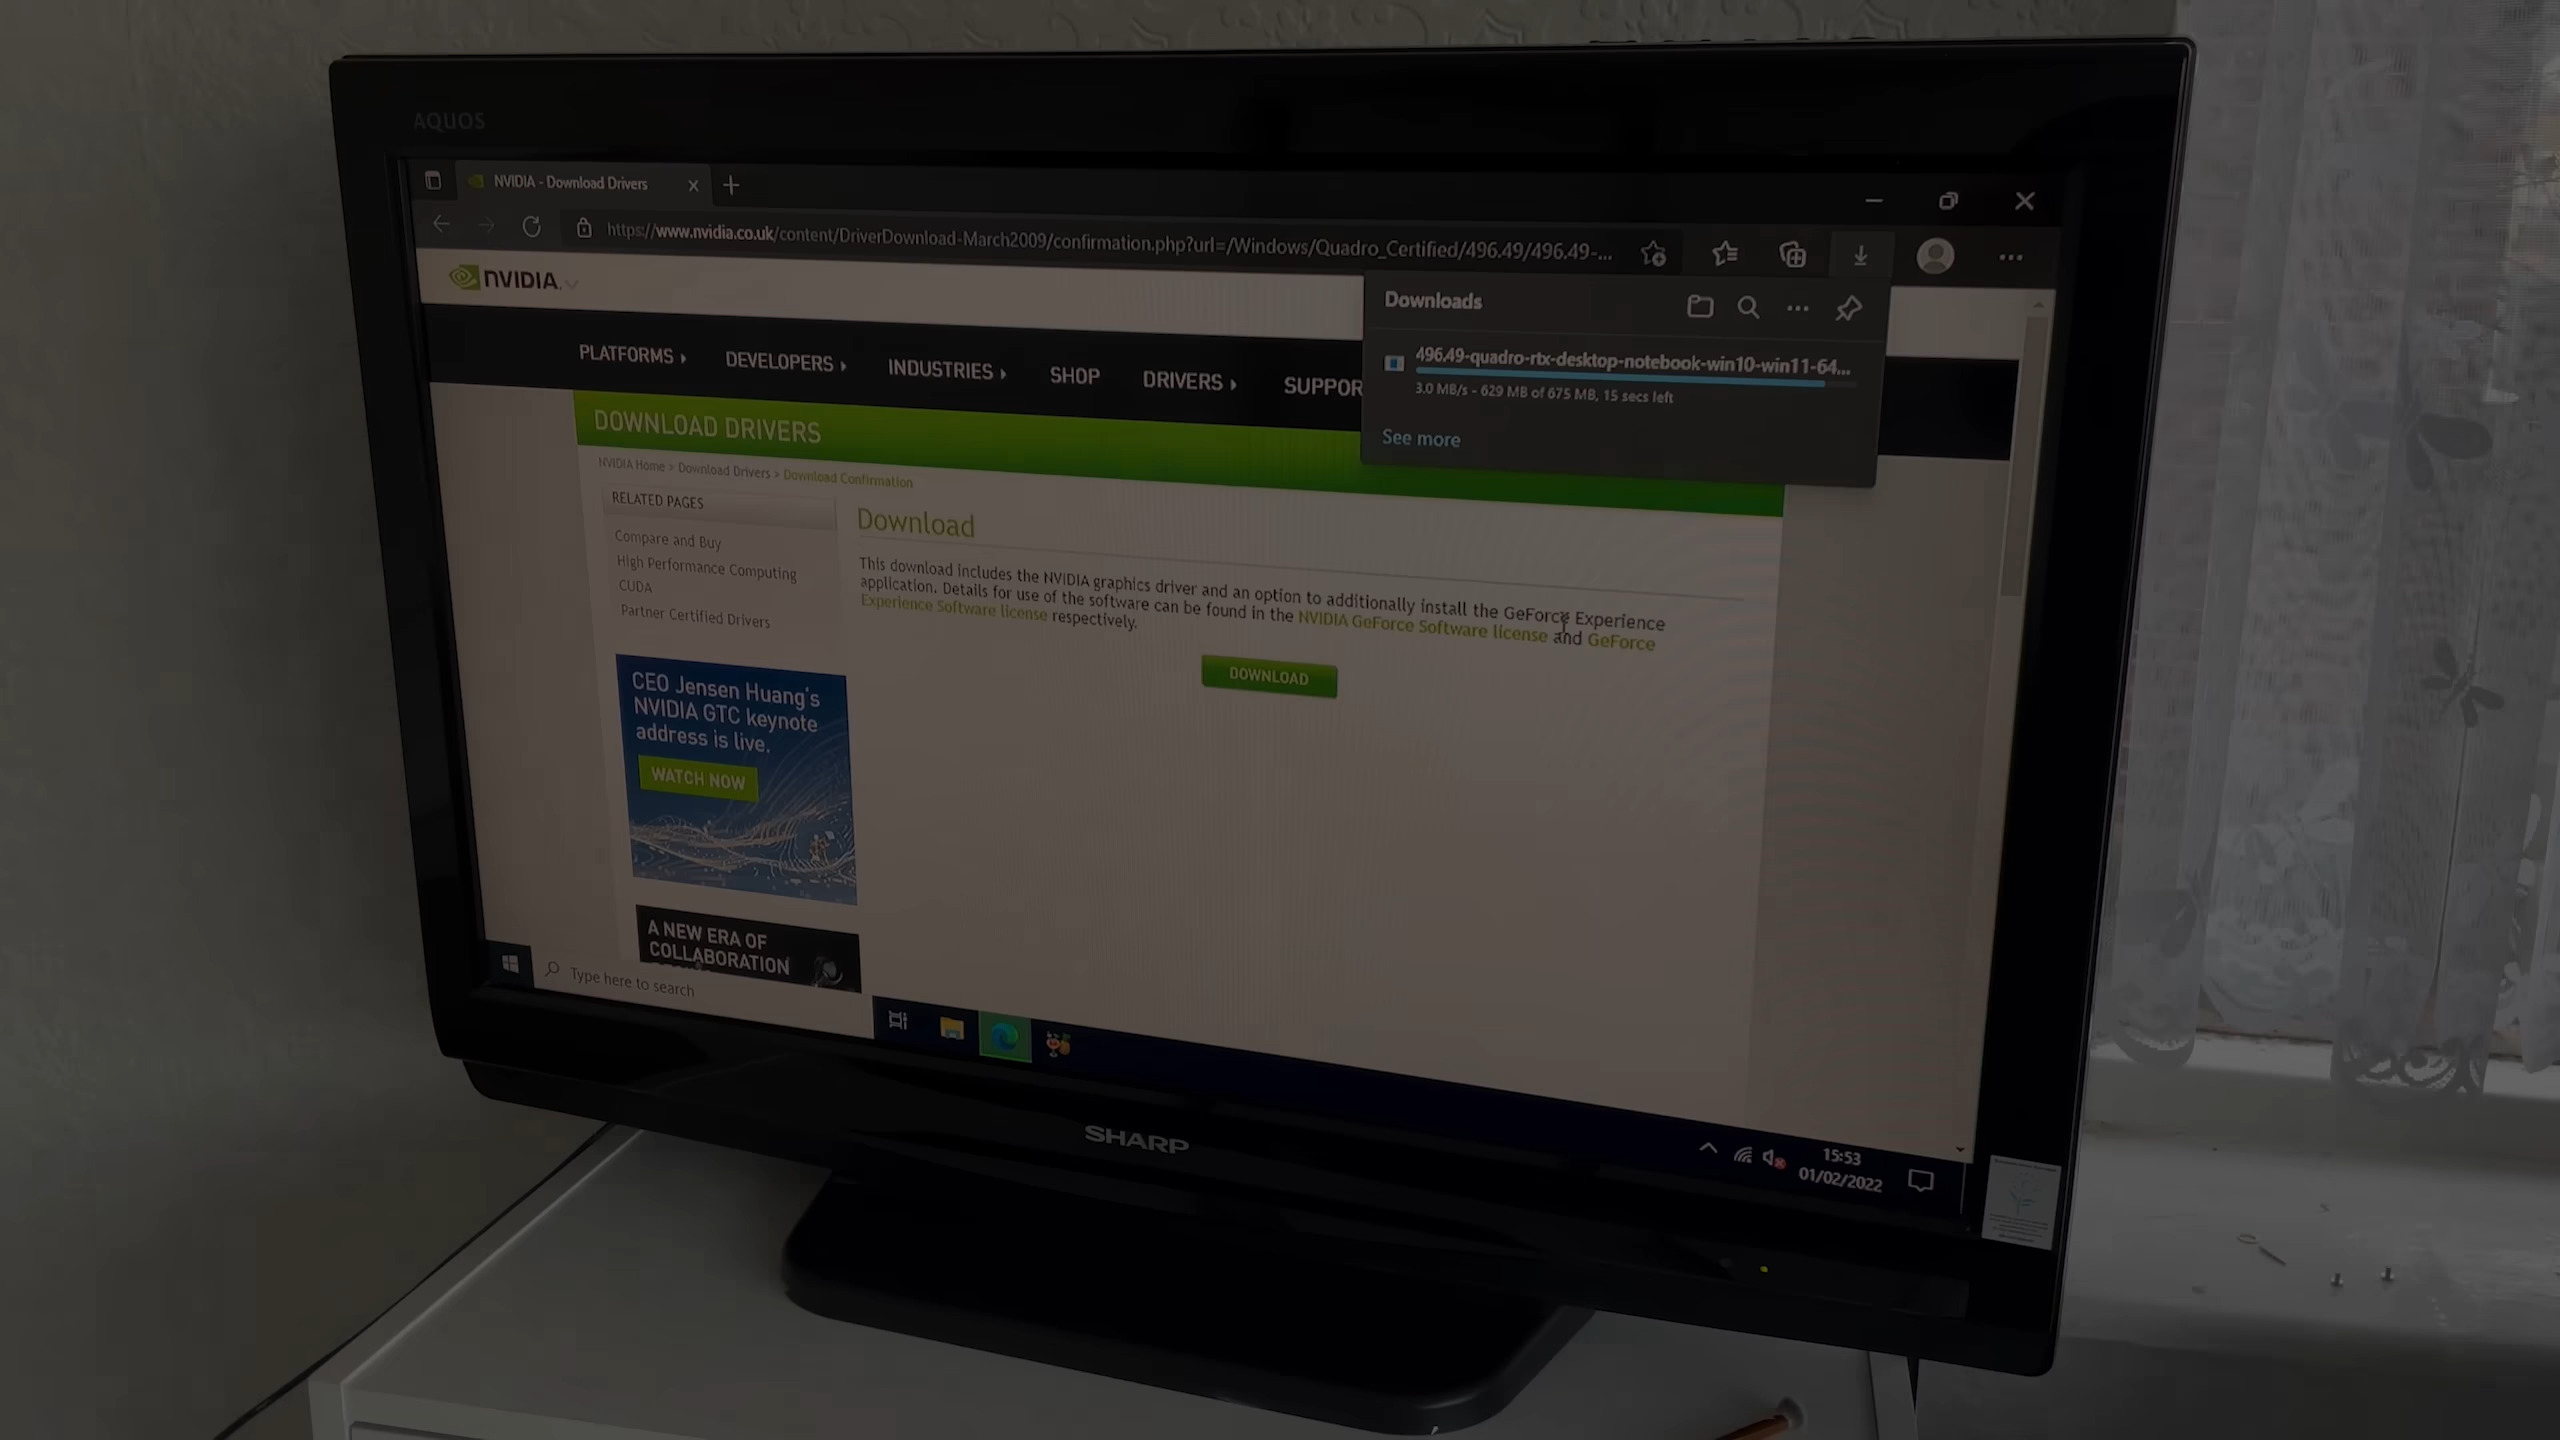 AQUOS
NVIDIA - Download Drivers
https://www.nvidia.co.uk/content/DriverDownload-March2009/confirmation.php?url=/Windows/Quadro_Certified/496.49/496.49-...
NVIDIA.
Downloads
496.49-quadro-rtx-desktop-notebook-win10-win11-64...
3.0 MB/s - 629 MB of 675 MB, 15 secs left
See more
PLATFORMS
DEVELOPERS
INDUSTRIES
SHOP
DRIVERS
SUPPOR
DOWNLOAD DRIVERS
NVIDIA Home > Download Drivers > Download Confirmation
RELATED PAGES
Compare and Buy
High Performance Computing
CUDA
Partner Certified Drivers
Download
This download includes the NVIDIA graphics driver and an option to additionally install the GeForce Experience
application. Details for use of the software can be found in the NVIDIA GeForce Software license and GeForce
Experience Software license respectively.
DOWNLOAD
CEO Jensen Huang's
NVIDIA GTC keynote
address is live.
WATCH NOW
A NEW ERA OF
COLLABORATION
Type here to search
15:53
01/02/2022
SHARP